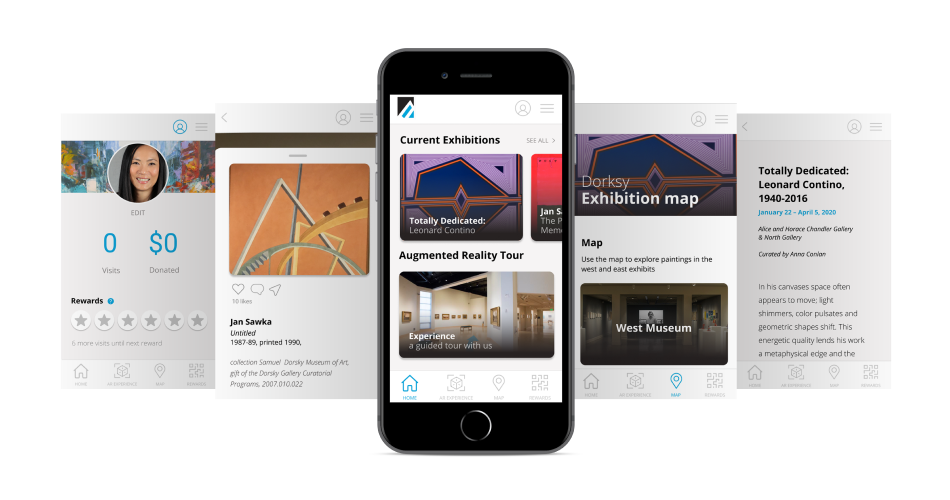 EDIT
0
$0
Visits
Donated
Rewards ?
6 more visits until next reward
HOME
AR EXPERIENCE
MAP
REWARDS
10 likes
Jan Sawka
Untitled
1987-89, printed 1990,
collection Samuel Dorsky Museum of Art,
gift of the Dorsky Gallery Curatorial
Programs, 2007.010.022
HOME
Current Exhibitions
SEE ALL >
Totally Dedicated:
Leonard Contino
Jan S
The P
Memo
Augmented Reality Tour
Experience
a guided tour with us
HOME
AR EXPERIENCE
MAP
REWARDS
Dorksy
Exhibition map
Map
Use the map to explore paintings in the
west and east exhibits
West Museum
HOME
AR EXPERIENCE
MAP
REWARDS
Totally Dedicated:
Leonard Contino,
1940-2016
January 22 – April 5, 2020
Alice and Horace Chandler Gallery
& North Gallery
Curated by Anna Conlan
In his canvases space often
appears to move; light
shimmers, color pulsates and
geometric shapes shift. This
energetic quality lends his work
a metaphysical edge and the
HOME
AR EXPERIENCE
MAP
REWARDS